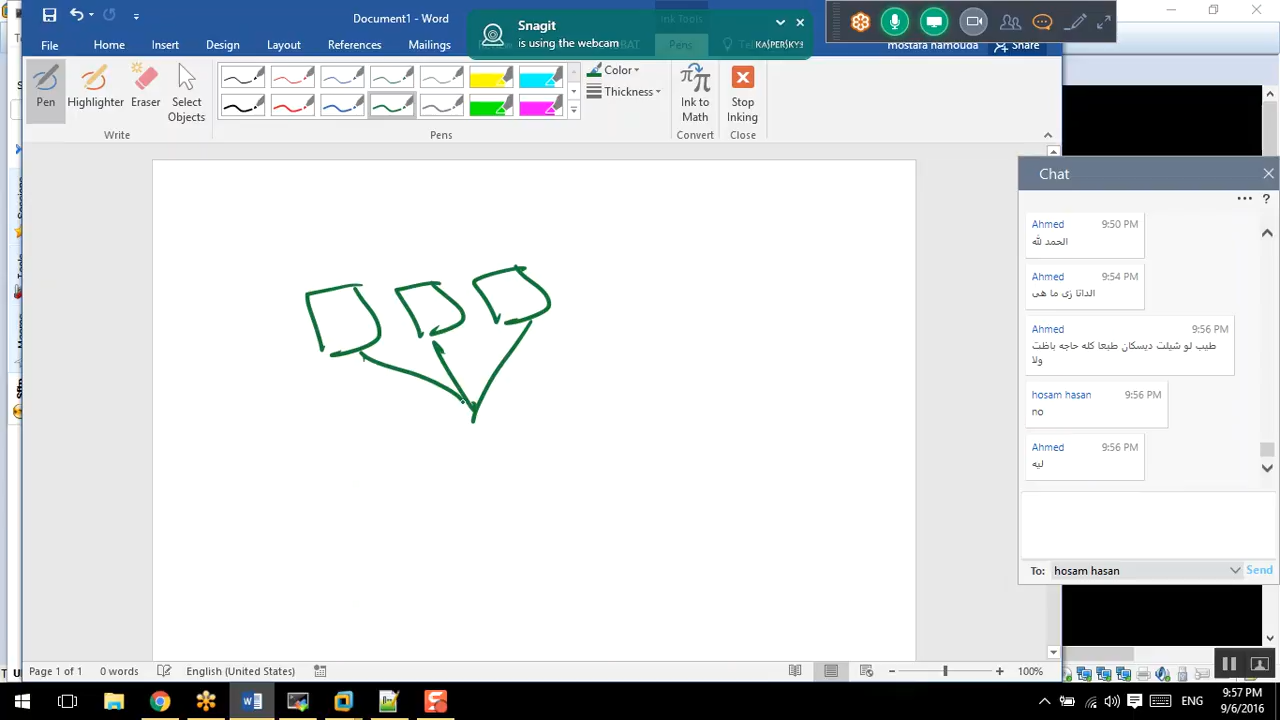 Document1 - Word
Ink Tools
Snagit
is using the webcam
KASPERSKY
File
Home
Insert
Design
Layout
References
Mailings
Pens
mostafa hamouda
Share
Pen
Highlighter
Eraser
Select
Objects
Write
Pens
Color
Thickness
Ink to
Math
Convert
Stop
Inking
Close
Chat
?
Ahmed 9:50 PM
الحمد لله
Ahmed 9:54 PM
الداتا زى ما هى
Ahmed 9:56 PM
طيب لو شيلت ديسكان طبعا كله حاجه باظت
ولا
hosam hasan 9:56 PM
no
Ahmed 9:56 PM
ليه
To: hosam hasan
Send
Page 1 of 1
0 words
English (United States)
100%
ENG
9:57 PM
9/6/2016